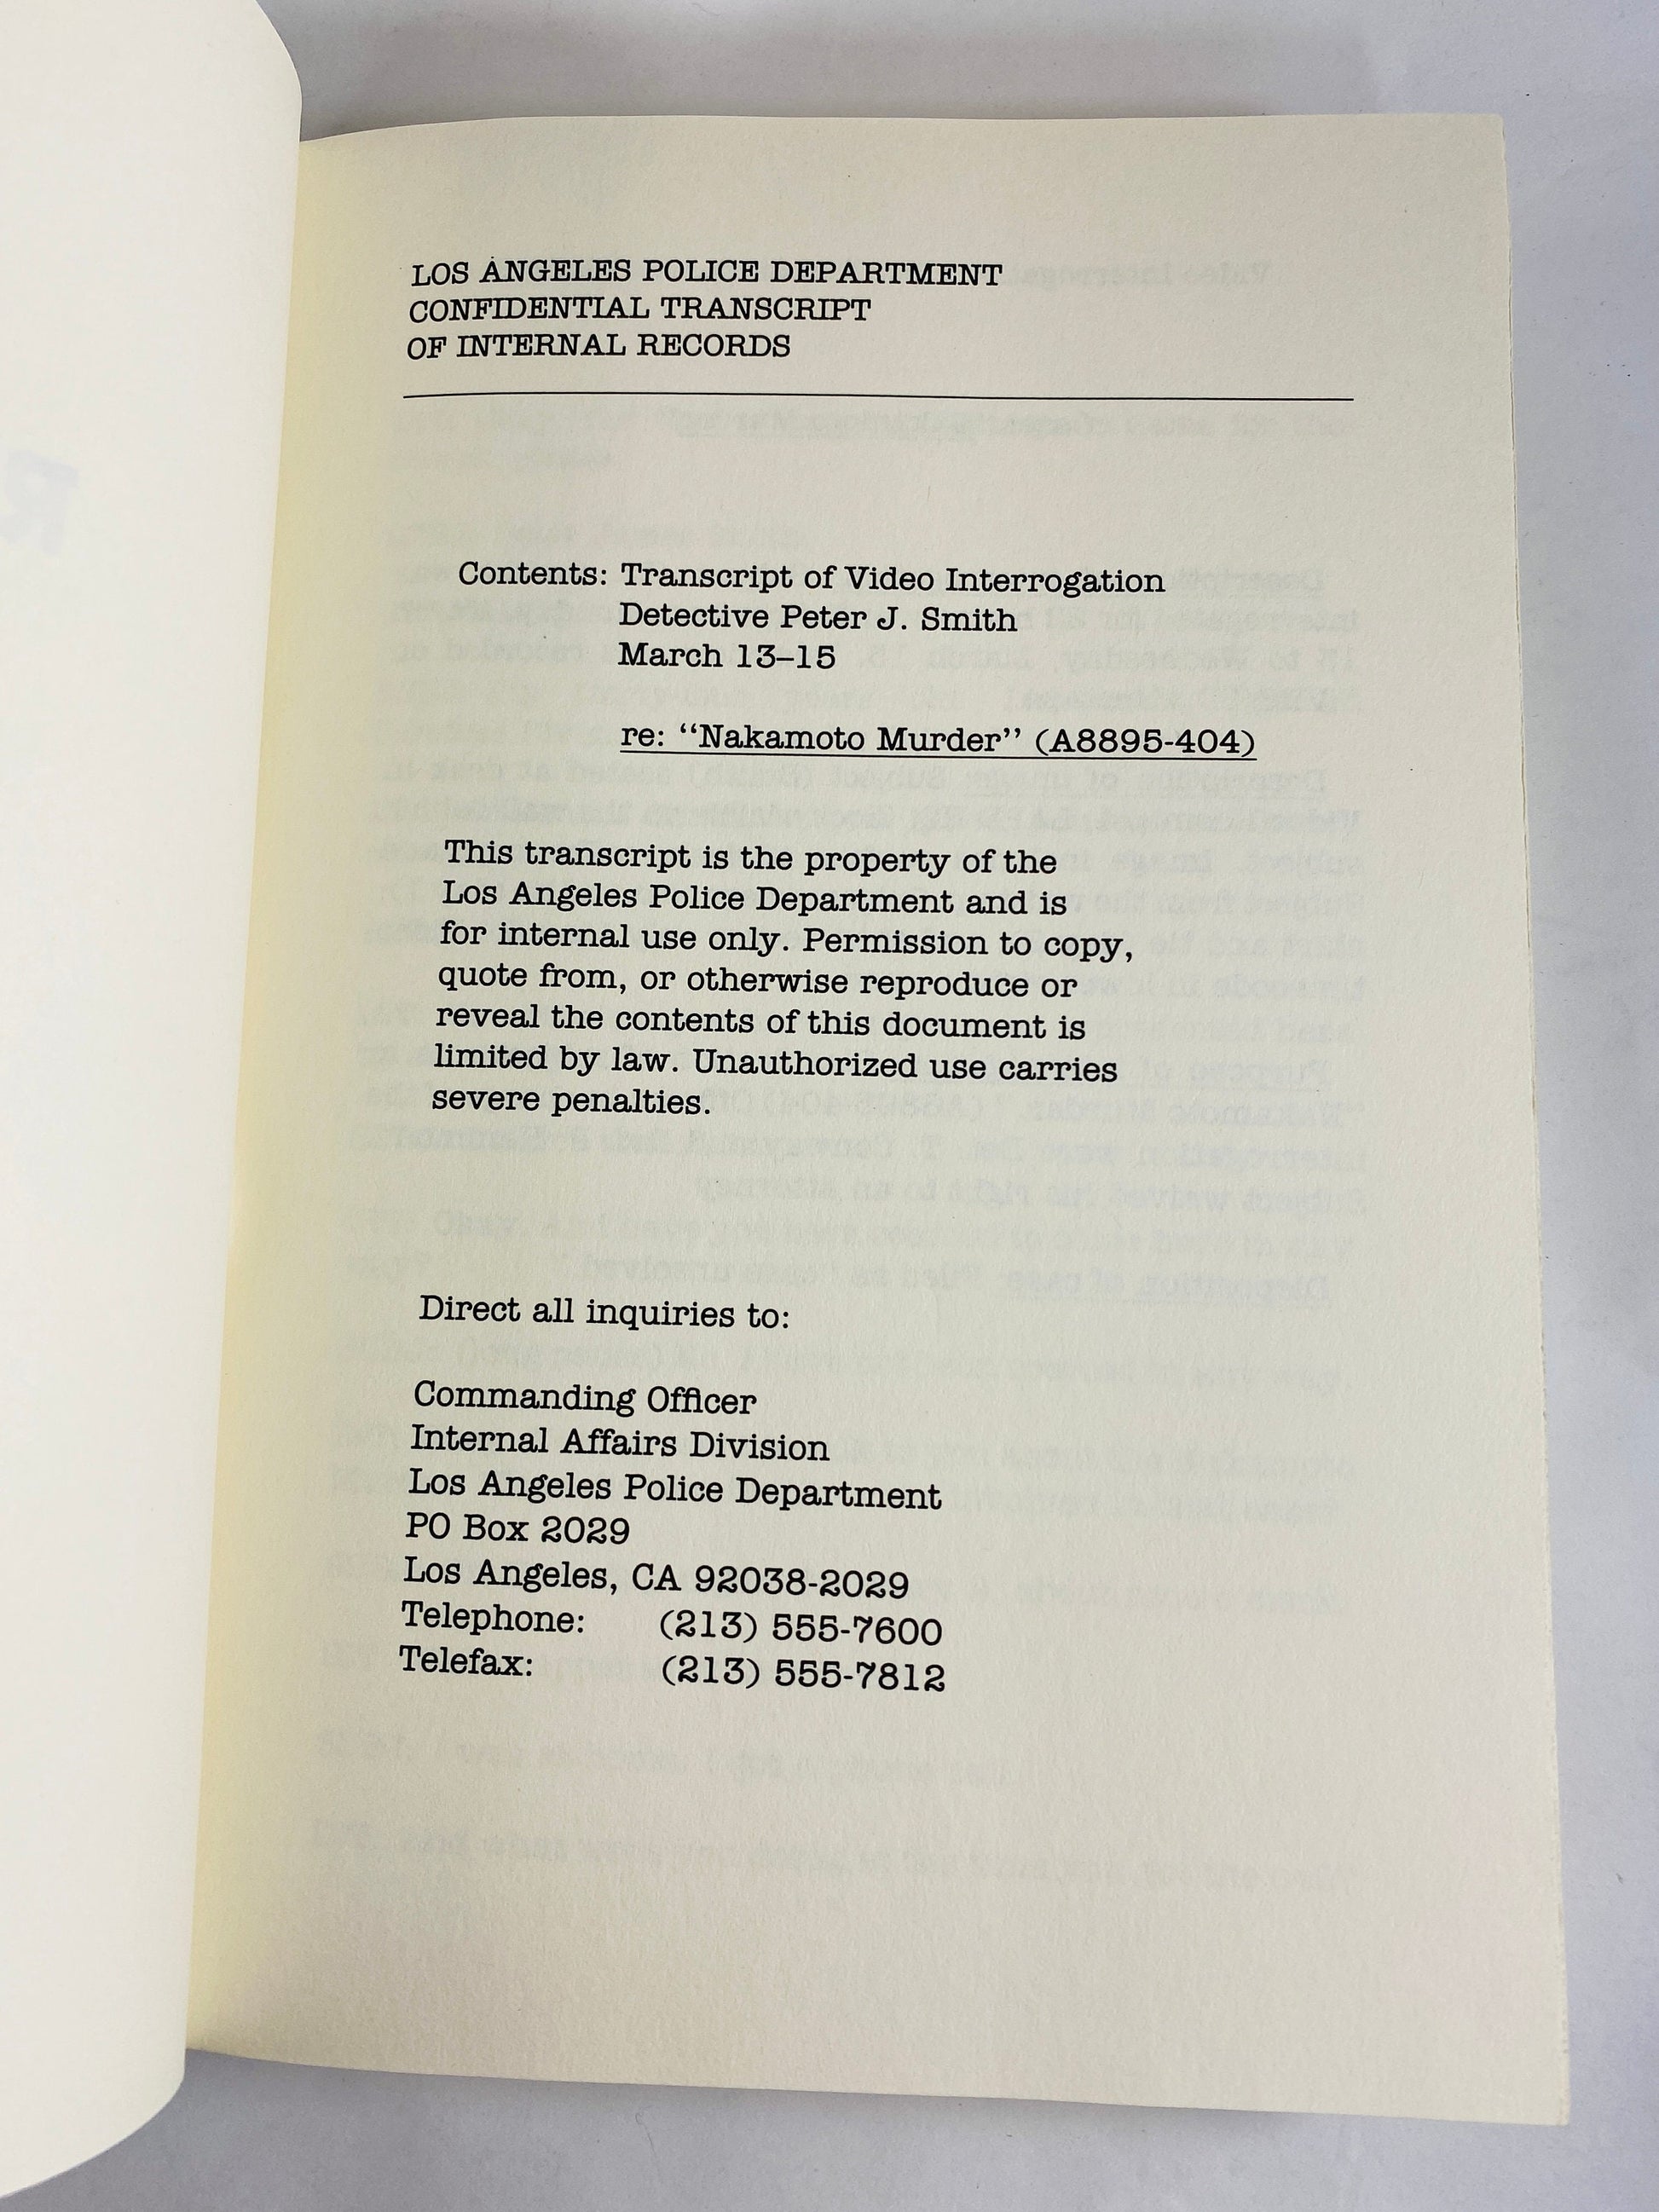 LOS ANGELES POLICE DEPARTMENT
CONFIDENTIAL TRANSCRIPT
OF INTERNAL RECORDS
Contents: Transcript of Video Interrogation
Detective Peter J. Smith
March 13–15
re: “Nakamoto Murder” (A8895-404)
This transcript is the property of the
Los Angeles Police Department and is
for internal use only. Permission to copy,
quote from, or otherwise reproduce or
reveal the contents of this document is
limited by law. Unauthorized use carries
severe penalties.
Direct all inquiries to:
Commanding Officer
Internal Affairs Division
Los Angeles Police Department
PO Box 2029
Los Angeles, CA 92038-2029
Telephone: (213) 555-7600
Telefax: (213) 555-7812